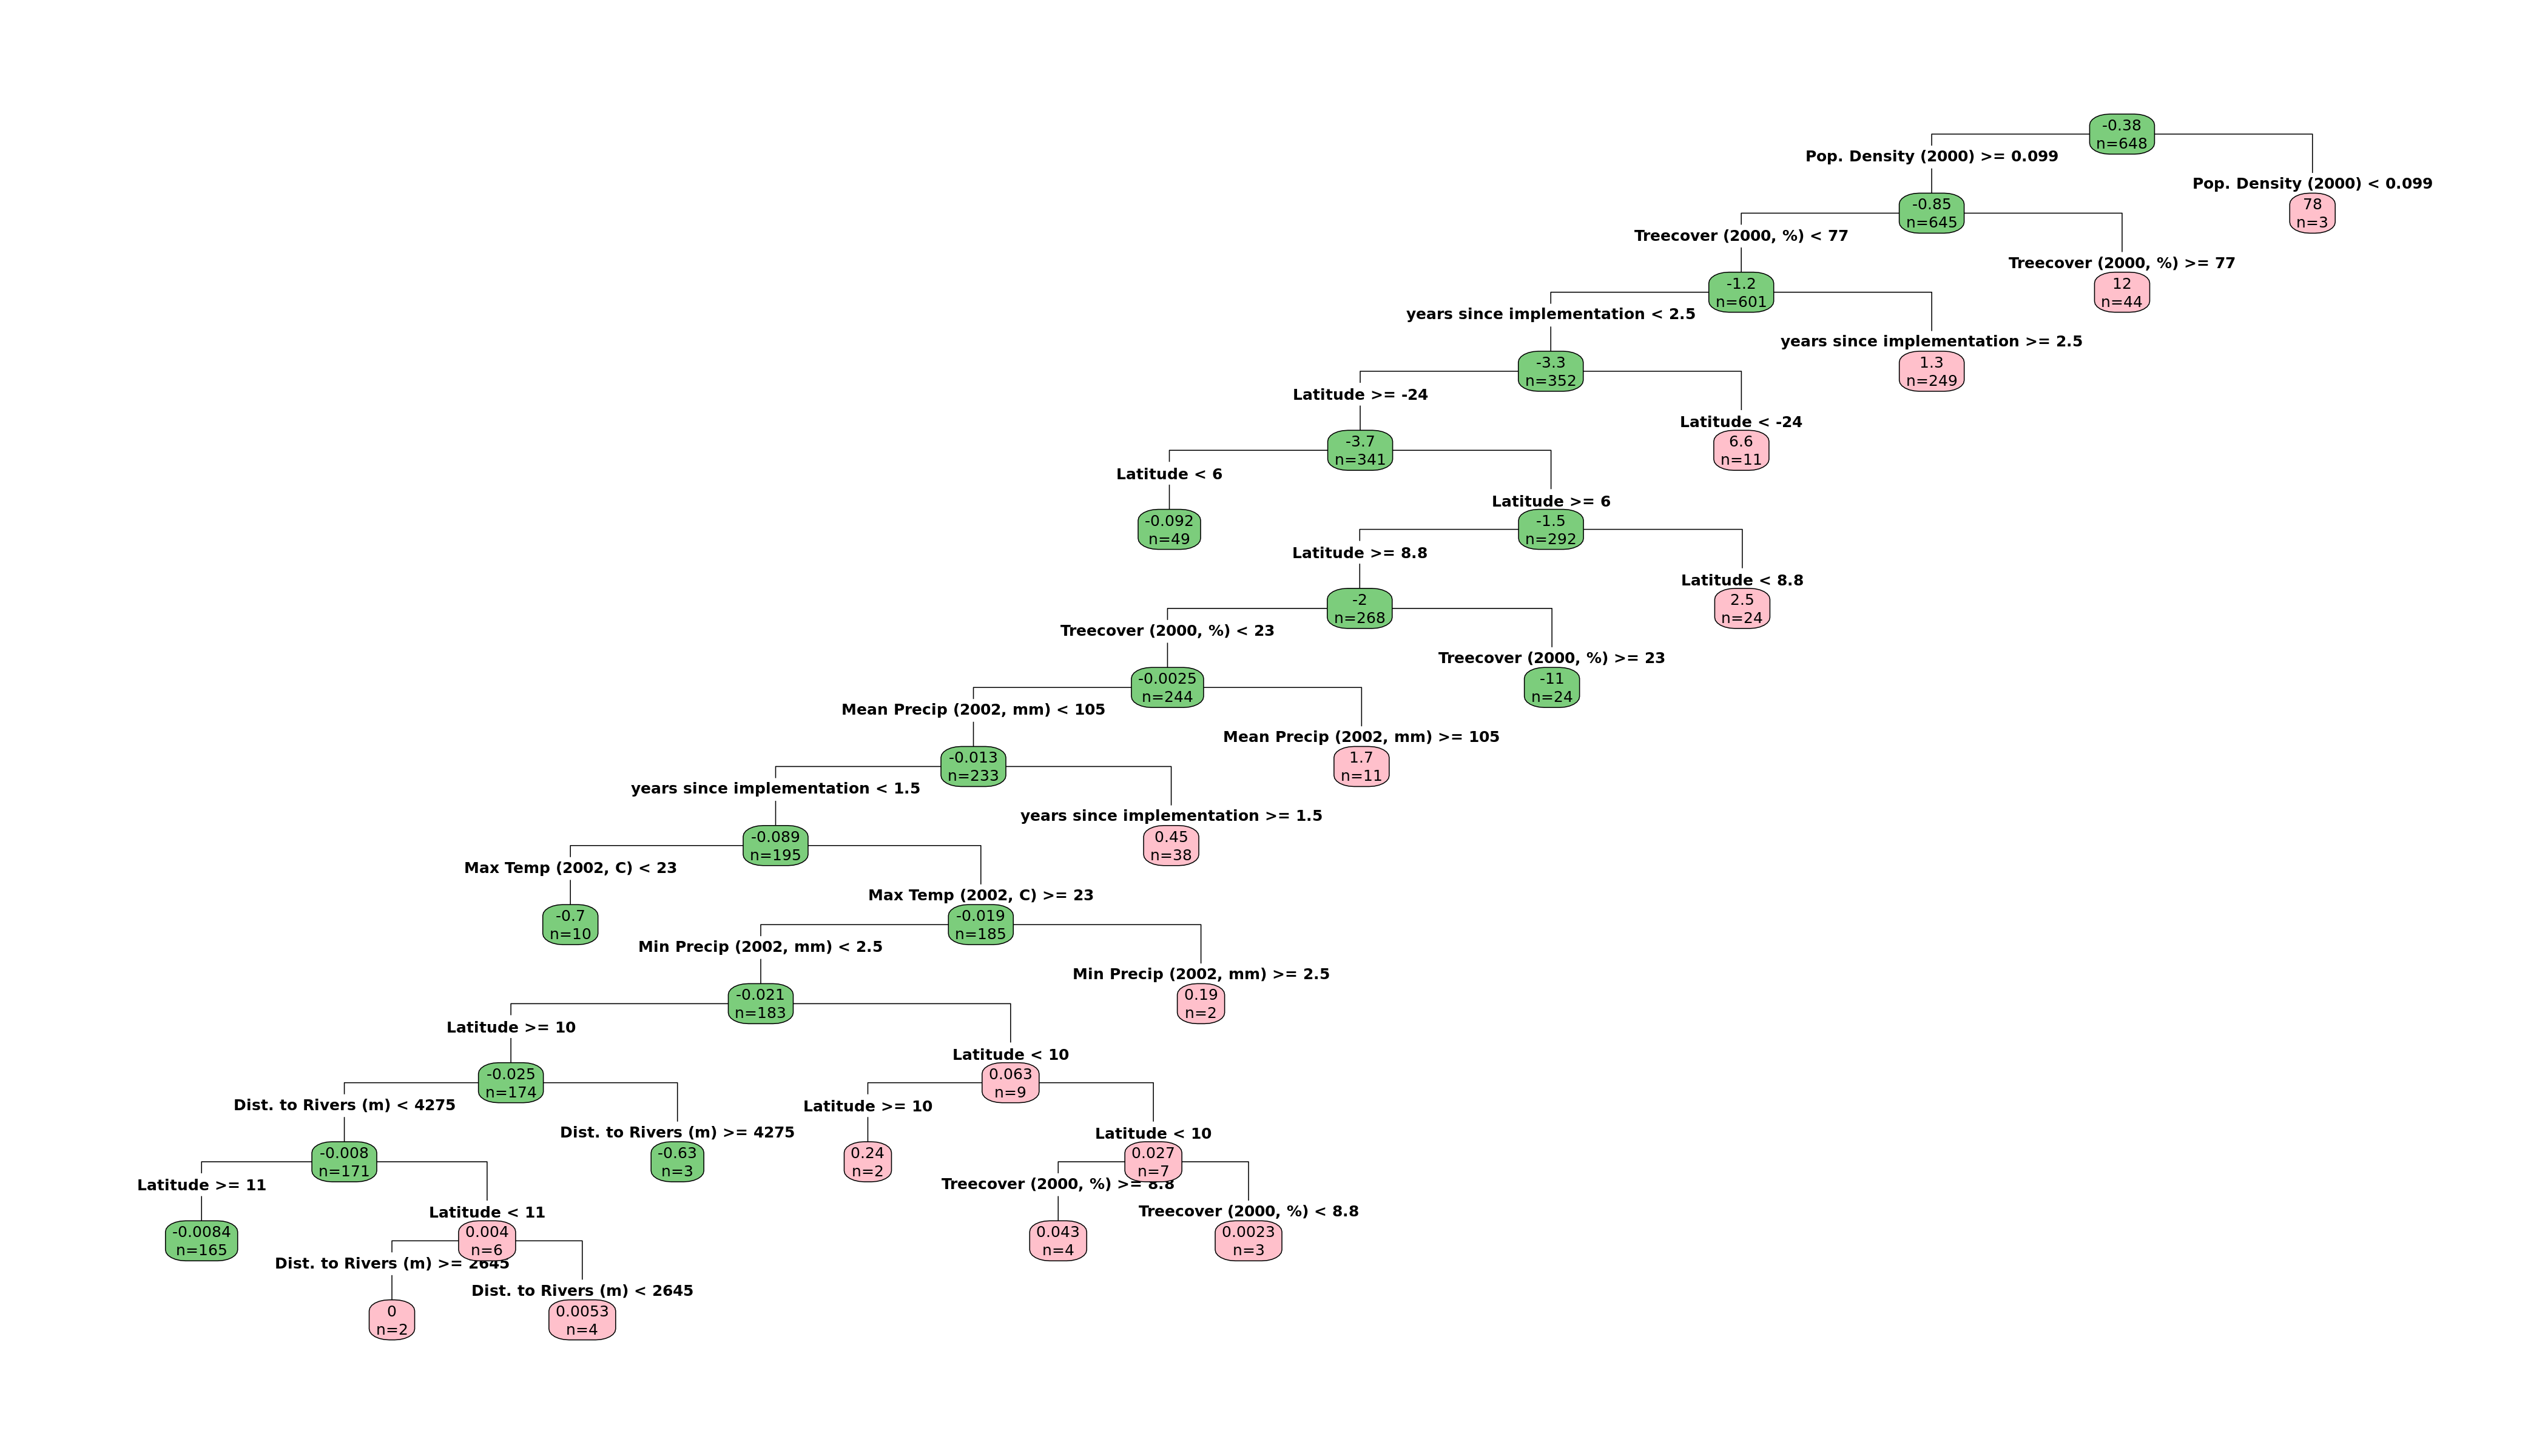 -0.38
n=648
Pop. Density (2000) >= 0.099
Pop. Density (2000) < 0.099
-0.85
n=645
78
n=3
Treecover (2000, %) < 77
Treecover (2000, %) >= 77
-1.2
n=601
12
n=44
years since implementation < 2.5
years since implementation >= 2.5
-3.3
n=352
1.3
n=249
Latitude >= -24
Latitude < -24
-3.7
n=341
6.6
n=11
Latitude < 6
Latitude >= 6
-0.092
n=49
-1.5
n=292
Latitude >= 8.8
Latitude < 8.8
-2
n=268
2.5
n=24
Treecover (2000, %) < 23
Treecover (2000, %) >= 23
-0.0025
n=244
-11
n=24
Mean Precip (2002, mm) < 105
Mean Precip (2002, mm) >= 105
-0.013
n=233
1.7
n=11
years since implementation < 1.5
years since implementation >= 1.5
-0.089
n=195
0.45
n=38
Max Temp (2002, C) < 23
Max Temp (2002, C) >= 23
-0.7
n=10
-0.019
n=185
Min Precip (2002, mm) < 2.5
Min Precip (2002, mm) >= 2.5
-0.021
n=183
0.19
n=2
Latitude >= 10
Latitude < 10
-0.025
n=174
0.063
n=9
Dist. to Rivers (m) < 4275
Dist. to Rivers (m) >= 4275
Latitude >= 10
Latitude < 10
-0.008
n=171
-0.63
n=3
0.24
n=2
0.027
n=7
Latitude >= 11
Latitude < 11
Treecover (2000, %) >= 8.8
Treecover (2000, %) < 8.8
-0.0084
n=165
0.004
n=6
0.043
n=4
0.0023
n=3
Dist. to Rivers (m) >= 2645
Dist. to Rivers (m) < 2645
0
n=2
0.0053
n=4